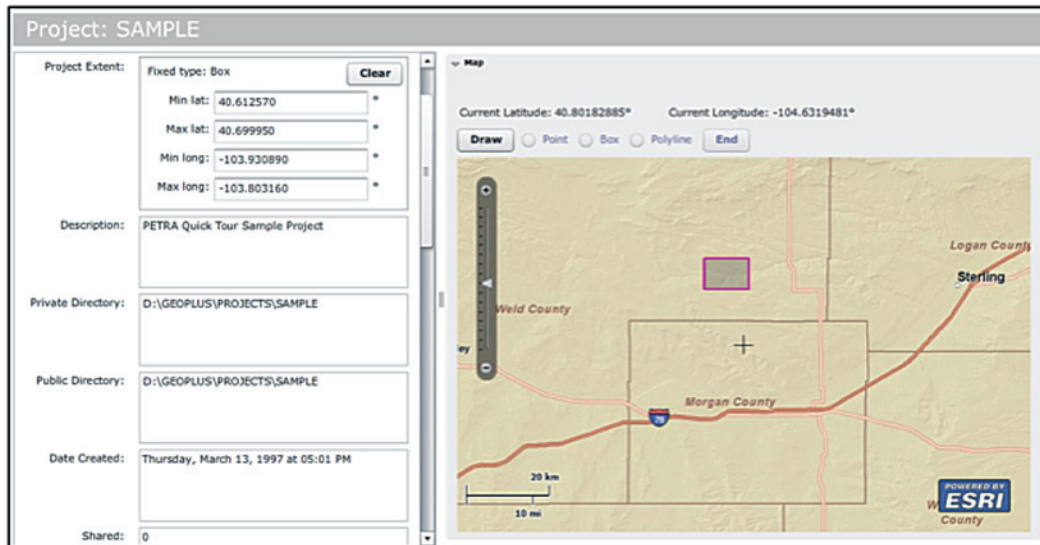 Project: SAMPLE
Project Extent:
Fixed type: Box
Clear
Min lat: 40.612570 °
Max lat: 40.699950 °
Min long: -103.930890 °
Max long: -103.803160 °
Description: PETRA Quick Tour Sample Project
Private Directory: D:\GEOPLUS\PROJECTS\SAMPLE
Public Directory: D:\GEOPLUS\PROJECTS\SAMPLE
Date Created: Thursday, March 13, 1997 at 05:01 PM
Shared: 0
Map
Current Latitude: 40.80182885° Current Longitude: -104.6319481°
Draw Point Box Polyline End
Logan County
Sterling
Weld County
ley
Morgan County
76
20 km
10 mi
POWERED BY
ESRI
W
County